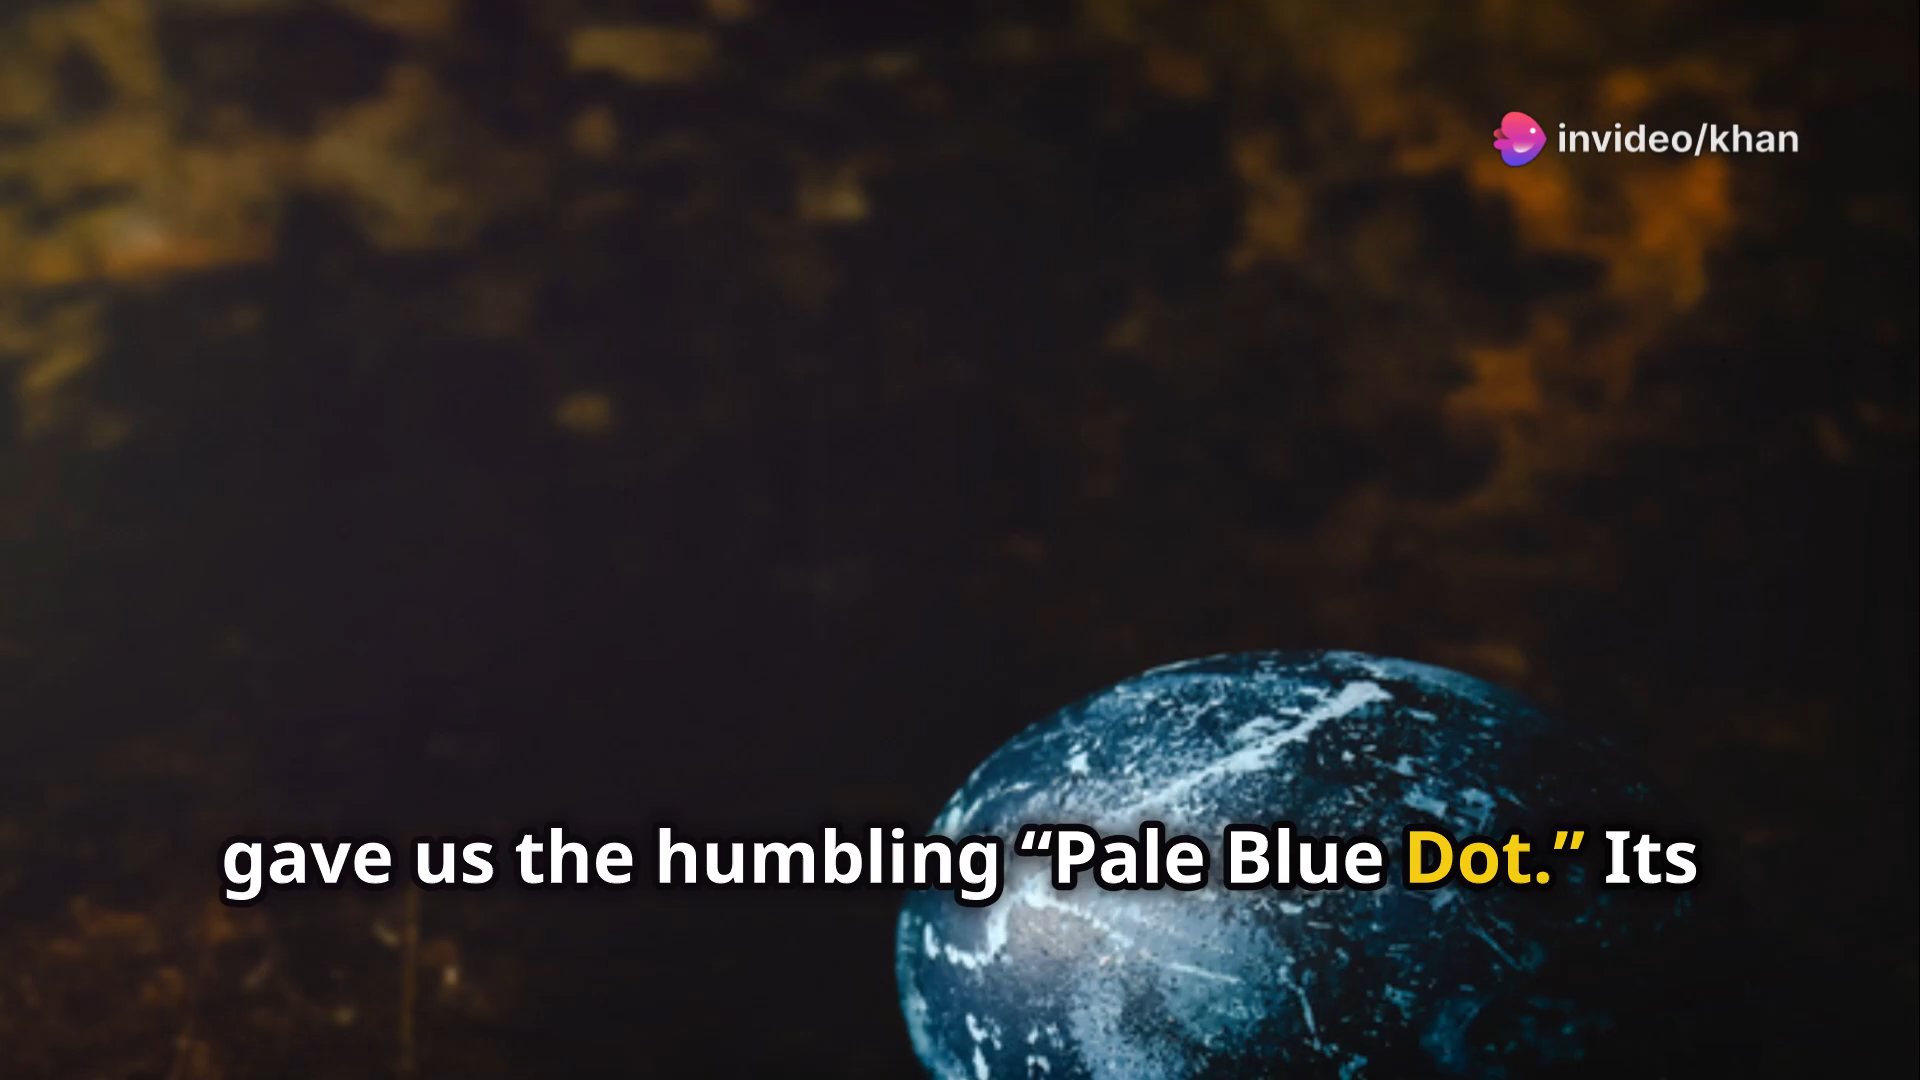 invideo/khan
gave us the humbling “Pale Blue Dot.” Its